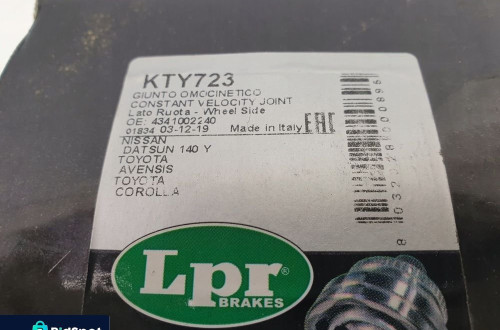 KTY723
GIUNTO OMOCINETICO
CONSTANT VELOCITY JOINT
Lato Ruota - Wheel Side
OE: 4341002240
01834 03-12-19 Made in Italy EAC
NISSAN
DATSUN 140 Y
TOYOTA
AVENSIS
TOYOTA
COROLLA
Lpr®
BRAKES
BidSpot